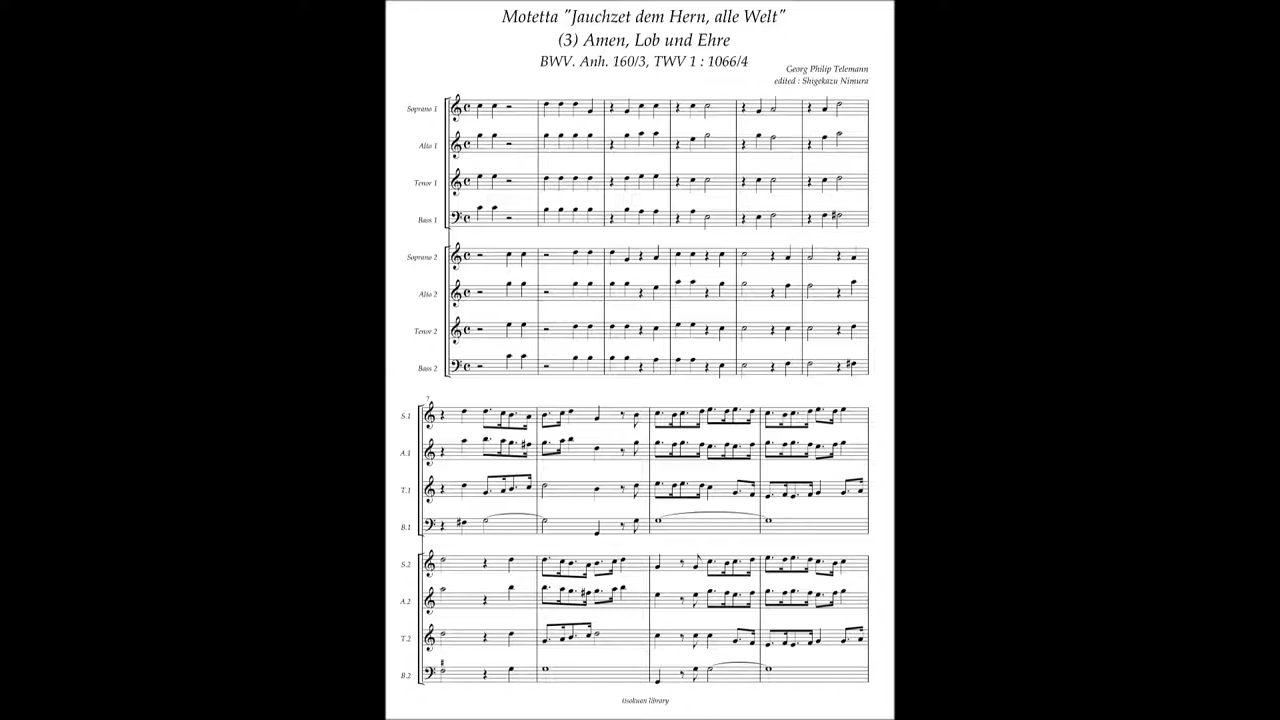 Motetta "Jauchzet dem Hern, alle Welt"
(3) Amen, Lob und Ehre
BWV. Anh. 160/3, TWV 1 : 1066/4
Georg Philip Telemann
edited : Shigekazu Nimura
Soprano 1
Alto 1
Tenor 1
Bass 1
Soprano 2
Alto 2
Tenor 2
Bass 2
7
S.1
A.1
T.1
B.1
S.2
A.2
T.2
B.2
tisokuan library